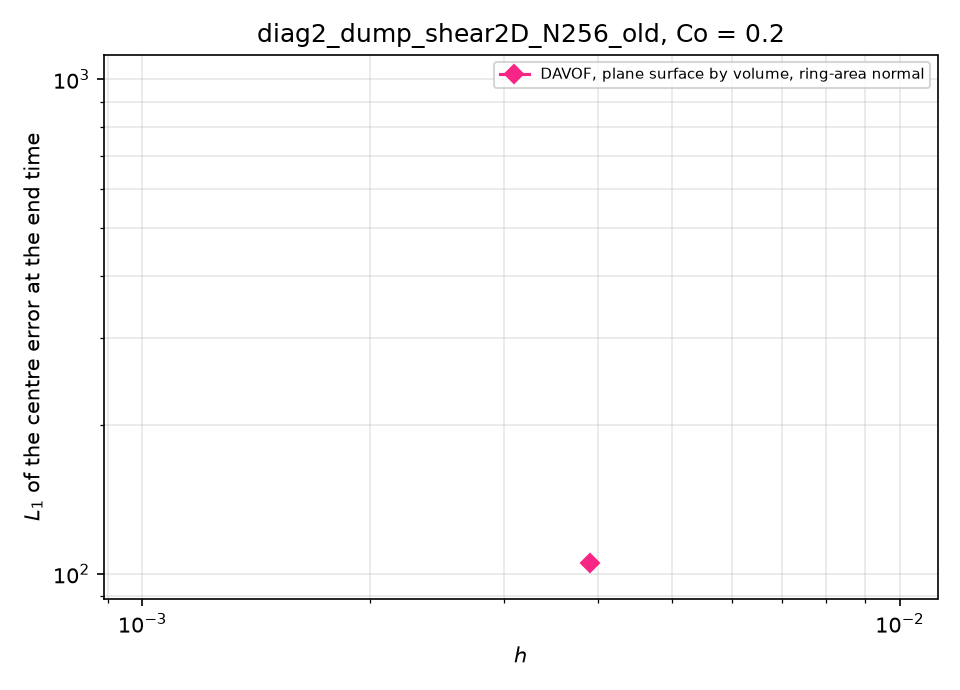 diag2_dump_shear2D_N256_old, Co = 0.2
DAVOF, plane surface by volume, ring-area normal
L₁ of the centre error at the end time
10³
10²
10⁻³
10⁻²
h